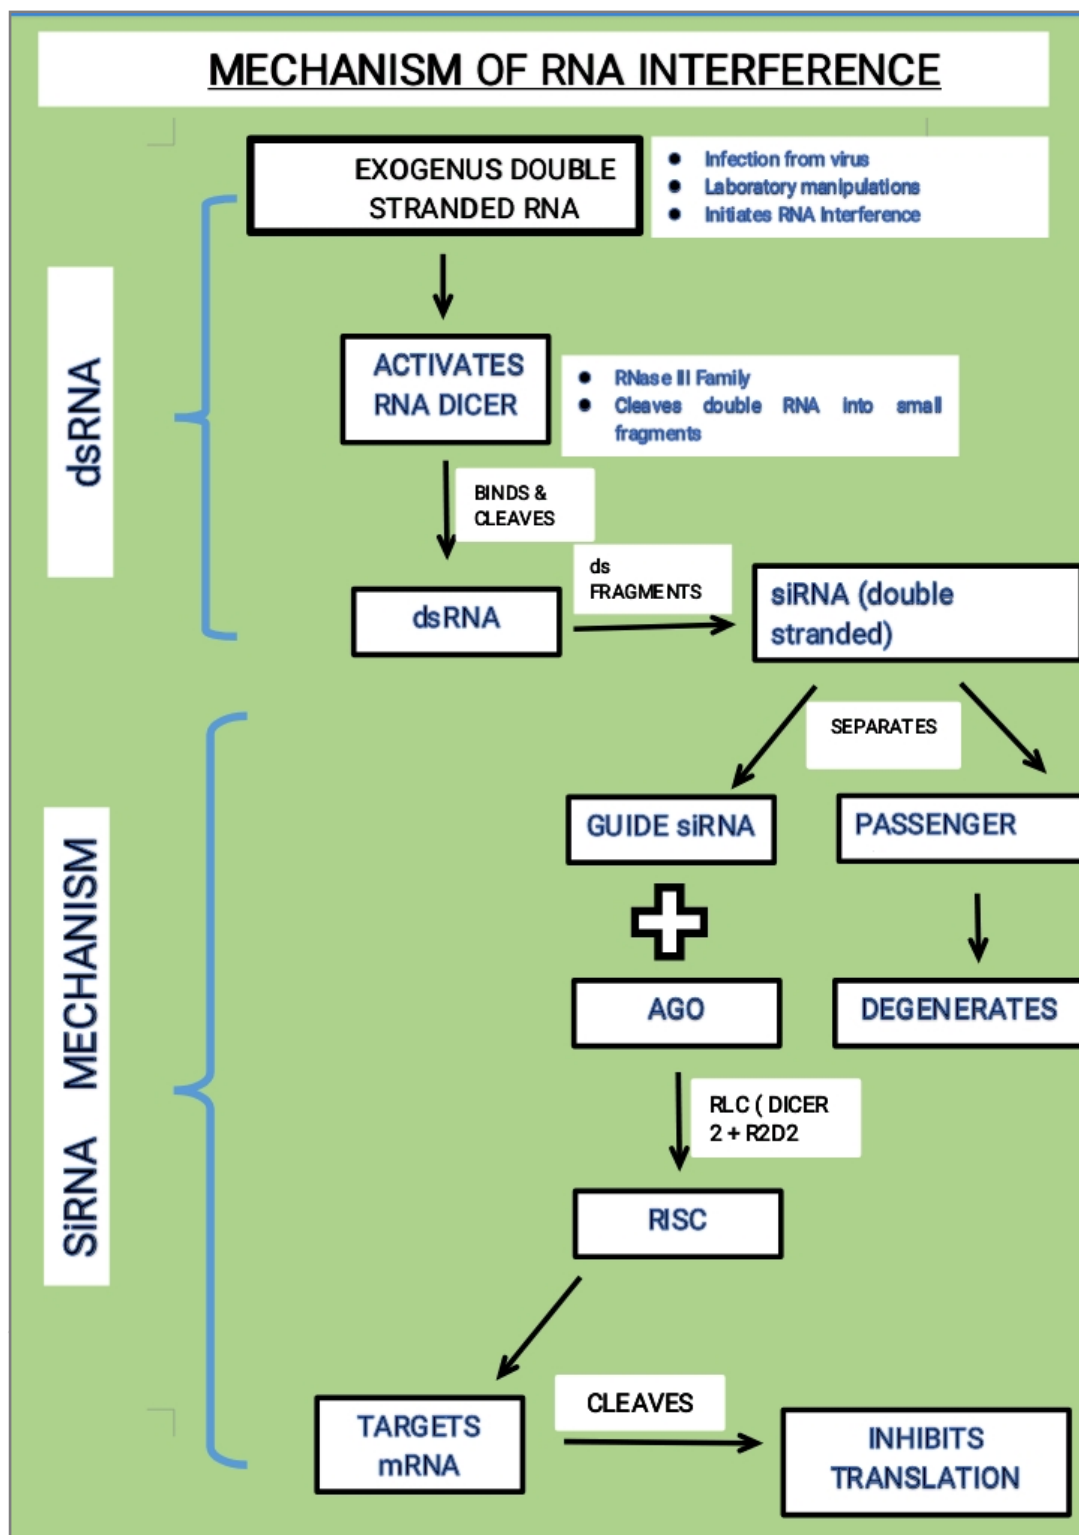 MECHANISM OF RNA INTERFERENCE
EXOGENUS DOUBLE
STRANDED RNA
● Infection from virus
● Laboratory manipulations
● Initiates RNA Interference
dsRNA
ACTIVATES
RNA DICER
● RNase III Family
● Cleaves double RNA into small
fragments
BINDS &
CLEAVES
ds
FRAGMENTS
dsRNA
siRNA (double
stranded)
SEPARATES
GUIDE siRNA
PASSENGER
SiRNA MECHANISM
AGO
DEGENERATES
RLC ( DICER
2 + R2D2
RISC
TARGETS
mRNA
CLEAVES
INHIBITS
TRANSLATION